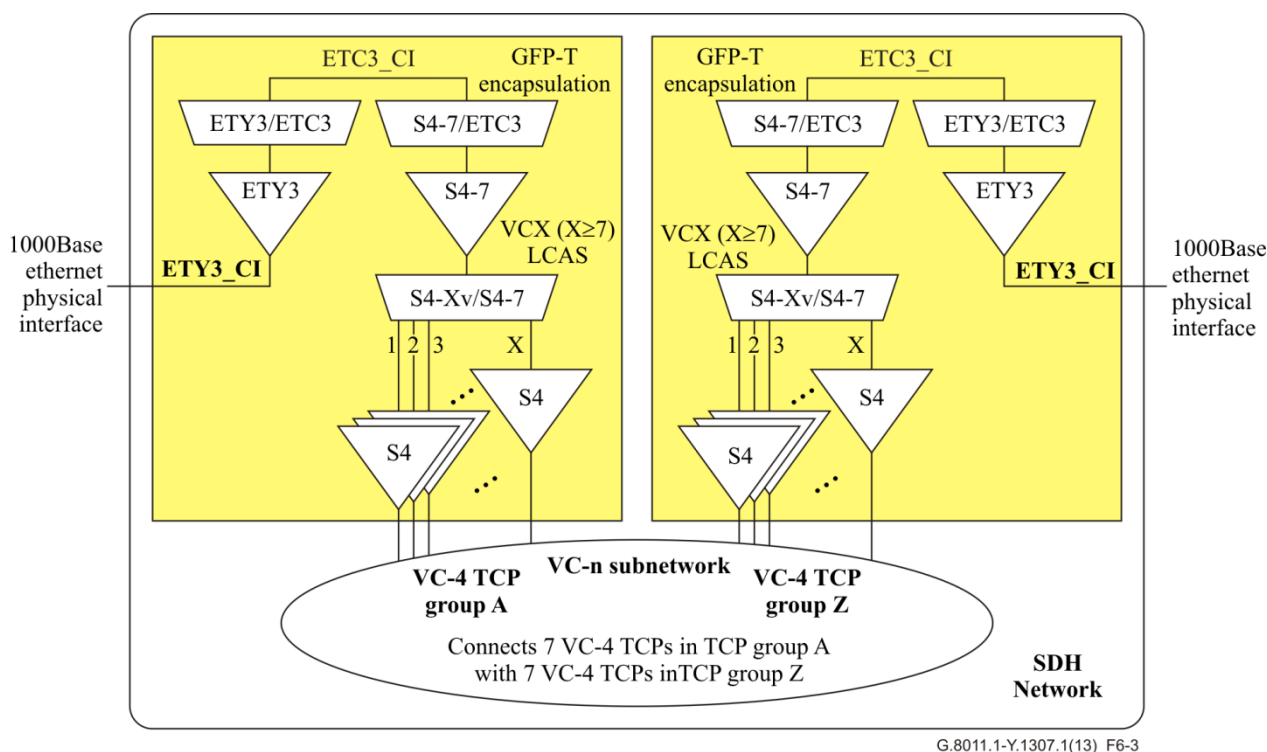 ETC3_CI
GFP-T
encapsulation
ETY3/ETC3
S4-7/ETC3
ETY3
S4-7
VCX (X≥7)
LCAS
1000Base
ethernet
physical
interface
ETY3_CI
S4-Xv/S4-7
1
2
3
X
S4
S4
GFP-T
encapsulation
ETC3_CI
S4-7/ETC3
ETY3/ETC3
S4-7
ETY3
VCX (X≥7)
LCAS
ETY3_CI
1000Base
ethernet
physical
interface
S4-Xv/S4-7
1
2
3
X
S4
S4
VC-n subnetwork
VC-4 TCP
group A
VC-4 TCP
group Z
Connects 7 VC-4 TCPs in TCP group A
with 7 VC-4 TCPs inTCP group Z
SDH
Network
G.8011.1-Y.1307.1(13)_F6-3